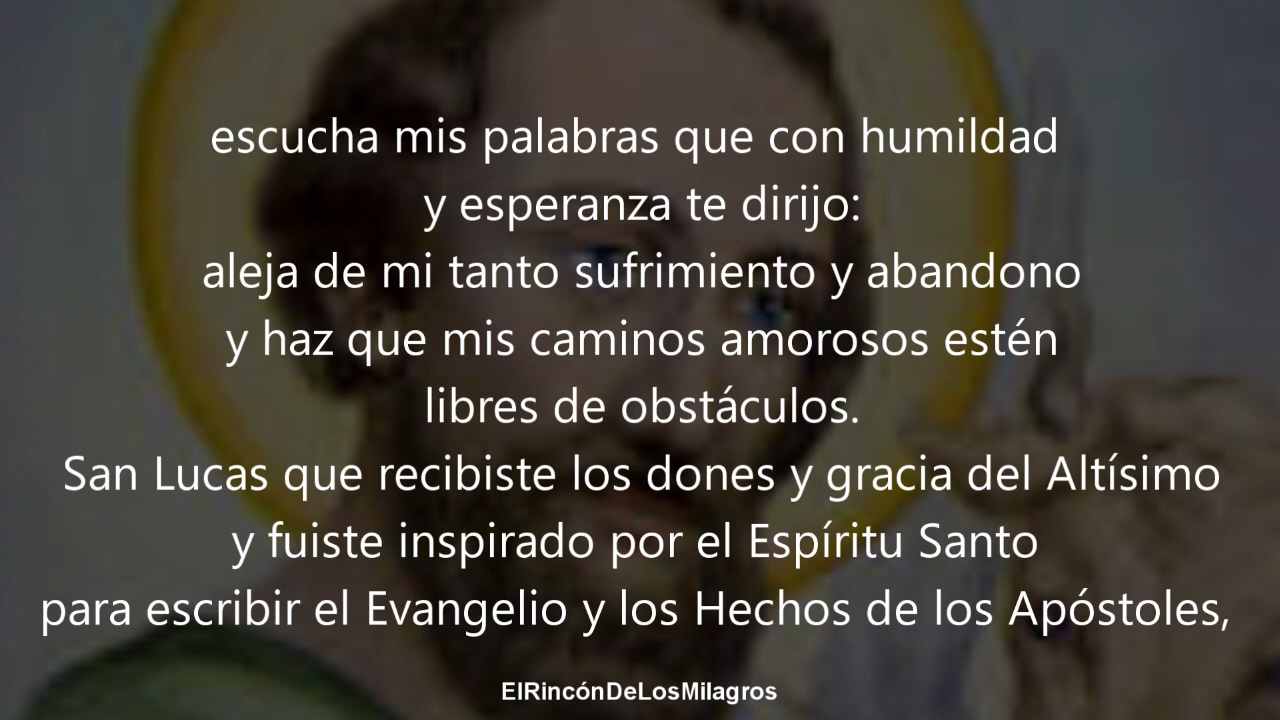 escucha mis palabras que con humildad
y esperanza te dirijo:
aleja de mi tanto sufrimiento y abandono
y haz que mis caminos amorosos estén
libres de obstáculos.
San Lucas que recibiste los dones y gracia del Altísimo
y fuiste inspirado por el Espíritu Santo
para escribir el Evangelio y los Hechos de los Apóstoles,
ElRincónDeLosMilagros